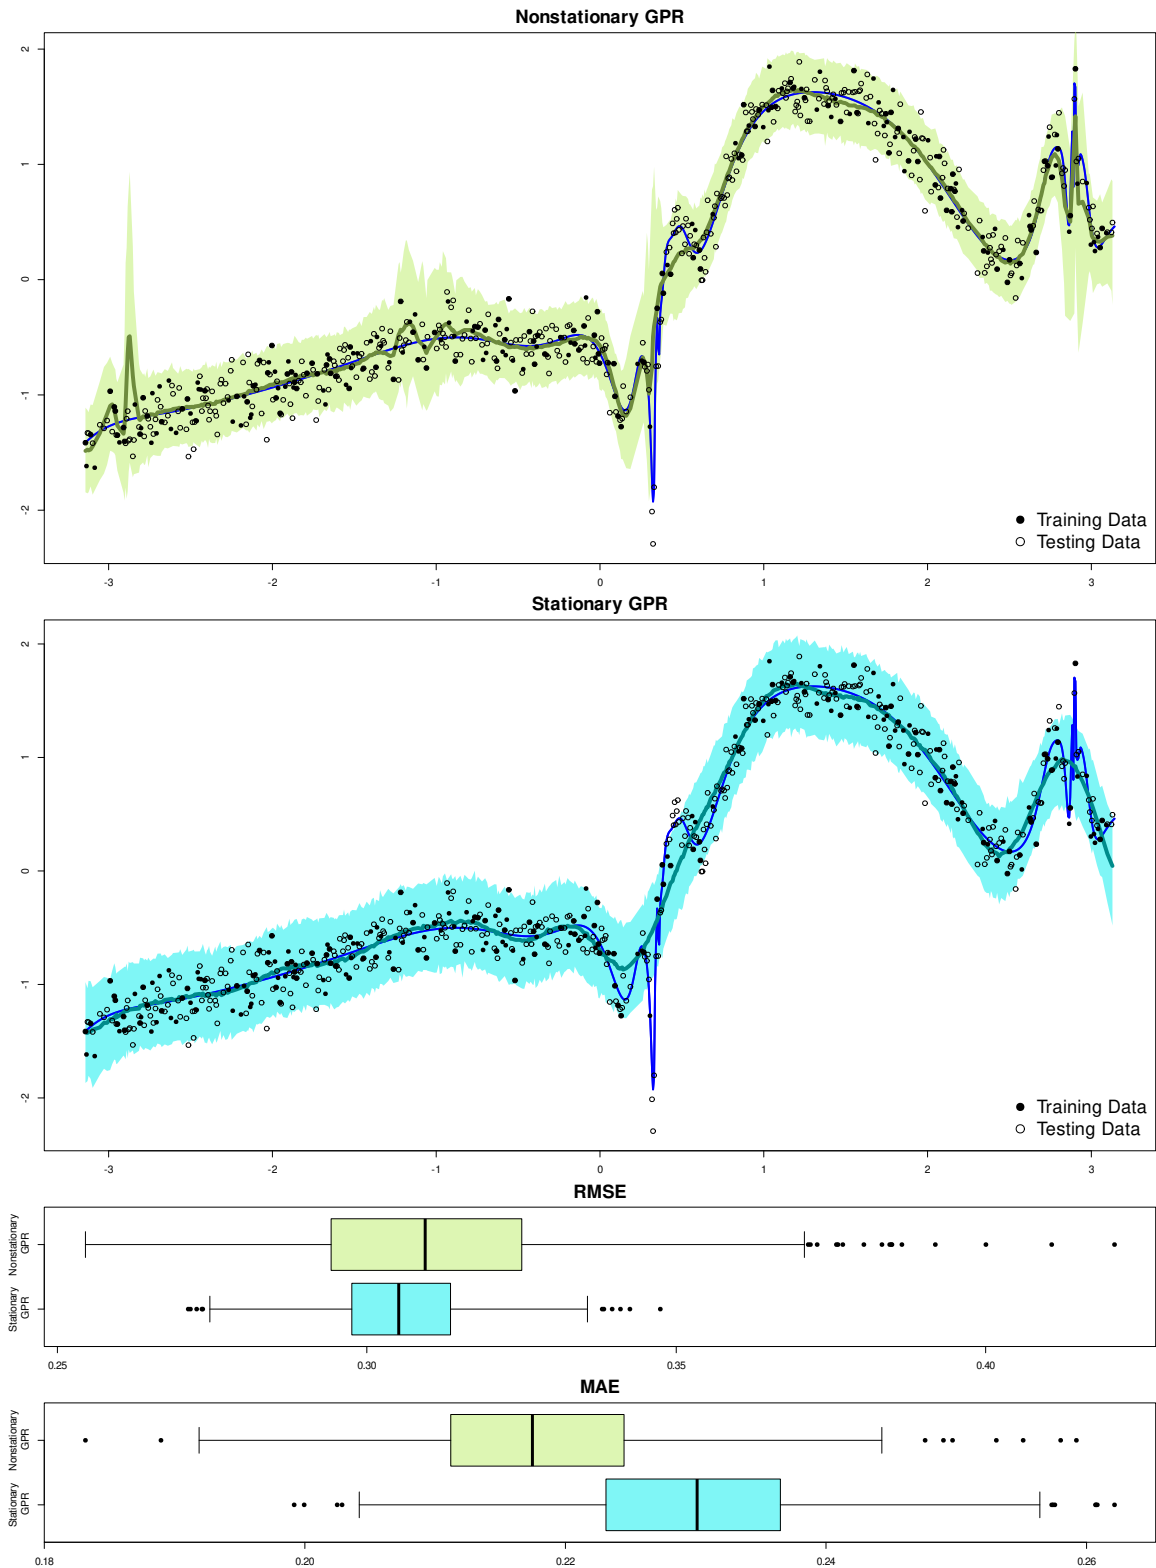 Nonstationary GPR
2
1
0
-1
-2
Training Data
Testing Data
-3 -2 -1 0 1 2 3
Stationary GPR
2
1
0
-1
-2
Training Data
Testing Data
-3 -2 -1 0 1 2 3
RMSE
Nonstationary
GPR
Stationary
GPR
0.25 0.30 0.35 0.40
MAE
Nonstationary
GPR
Stationary
GPR
0.18 0.20 0.22 0.24 0.26